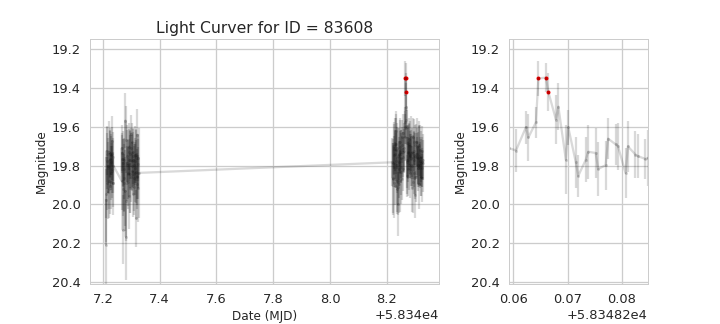 Light Curver for ID = 83608
Magnitude
19.2
19.4
19.6
19.8
20.0
20.2
20.4
7.2 7.4 7.6 7.8 8.0 8.2
Date (MJD)
+5.834e4
Magnitude
19.2
19.4
19.6
19.8
20.0
20.2
20.4
0.06 0.07 0.08
+5.83482e4